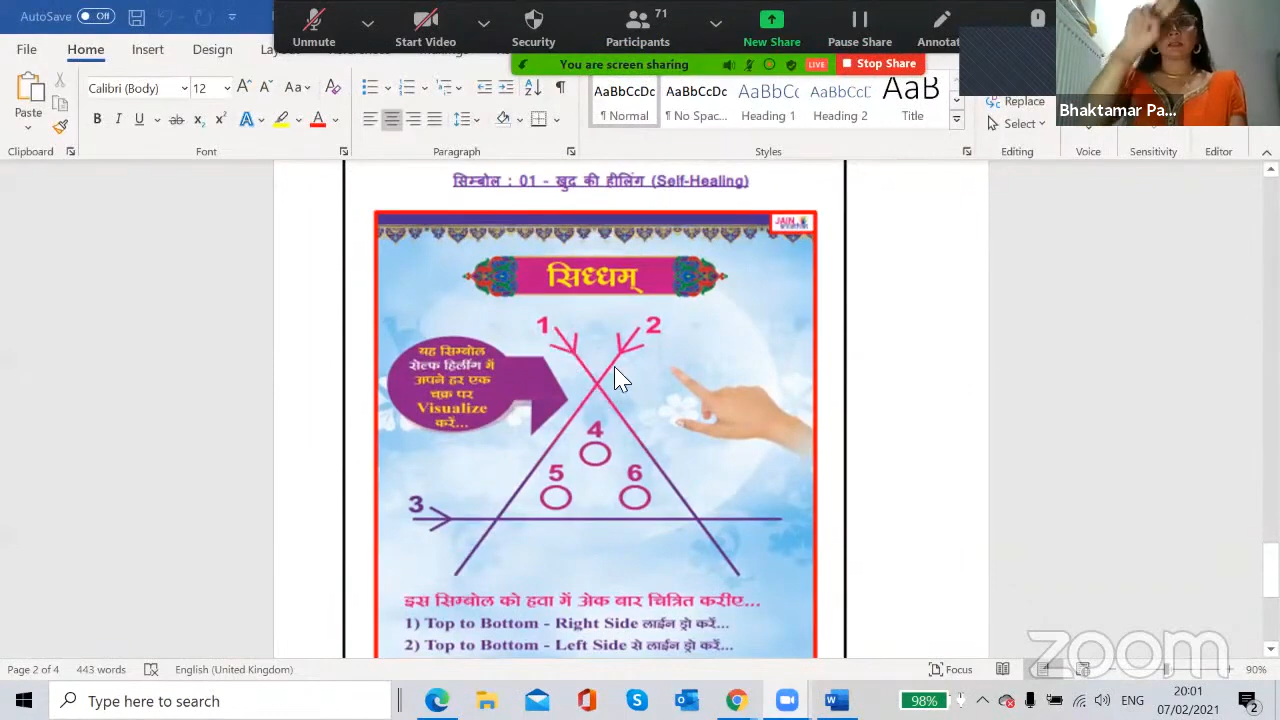 AutoSave Off
Unmute
Start Video
Security
71
Participants
New Share
Pause Share
Annotat
You are screen sharing
LIVE
Stop Share
Bhaktamar Pa...
File Home Insert Design
Paste
Clipboard
Calibri (Body) 12
Font
Paragraph
AaBbCcDc
¶ Normal
AaBbCcDc
¶ No Spac...
AaBbCc
Heading 1
AaBbCcD
Heading 2
AaB
Title
Styles
Replace
Select
Editing
Voice
Sensitivity
Editor
सिम्बोल : 01 - खुद की हीलिंग (Self-Healing)
JAIN
सिध्धम्
1 2
यह सिम्बोल
सेल्फ हिलींग में
अपने हर एक
चक्र पर
Visualize
करें...
4
5 6
3
इस सिम्बोल को हवा में अेक बार चित्रित करीए...
1) Top to Bottom - Right Side लाईन ड्रो करें...
2) Top to Bottom - Left Side से लाईन ड्रो करें...
zoom
Page 2 of 4 443 words English (United Kingdom) Focus 90%
Type here to search
98%
ENG
20:01
07/02/2021
2